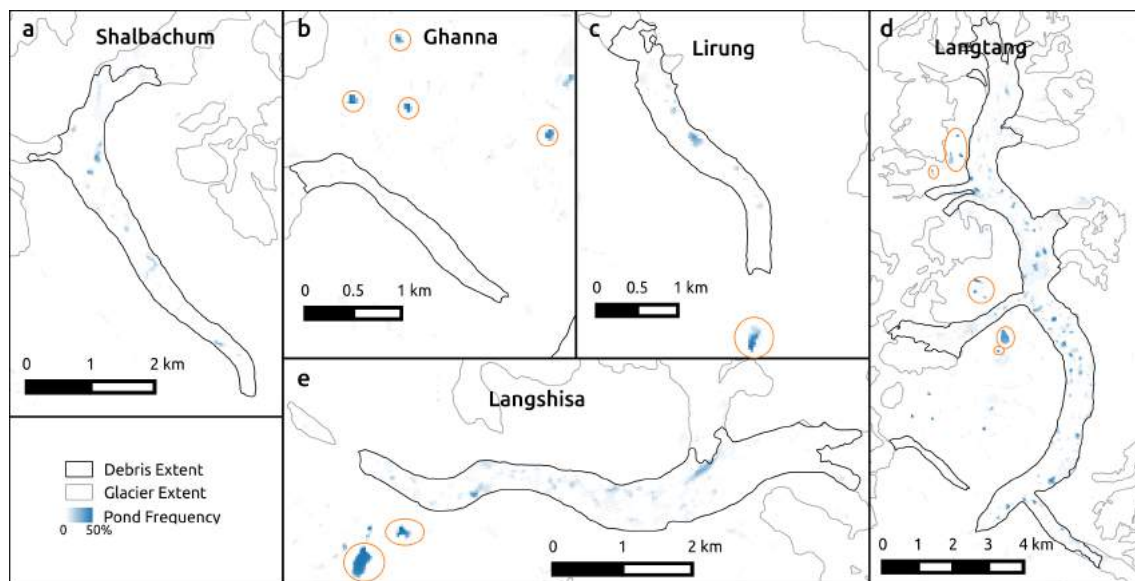 a
Shalbachum
0 1 2 km
Debris Extent
Glacier Extent
Pond Frequency
0 50%
b
Ghanna
0 0.5 1 km
c
Lirung
0 0.5 1 km
d
Langtang
0 1 2 3 4 km
e
Langshisa
0 1 2 km